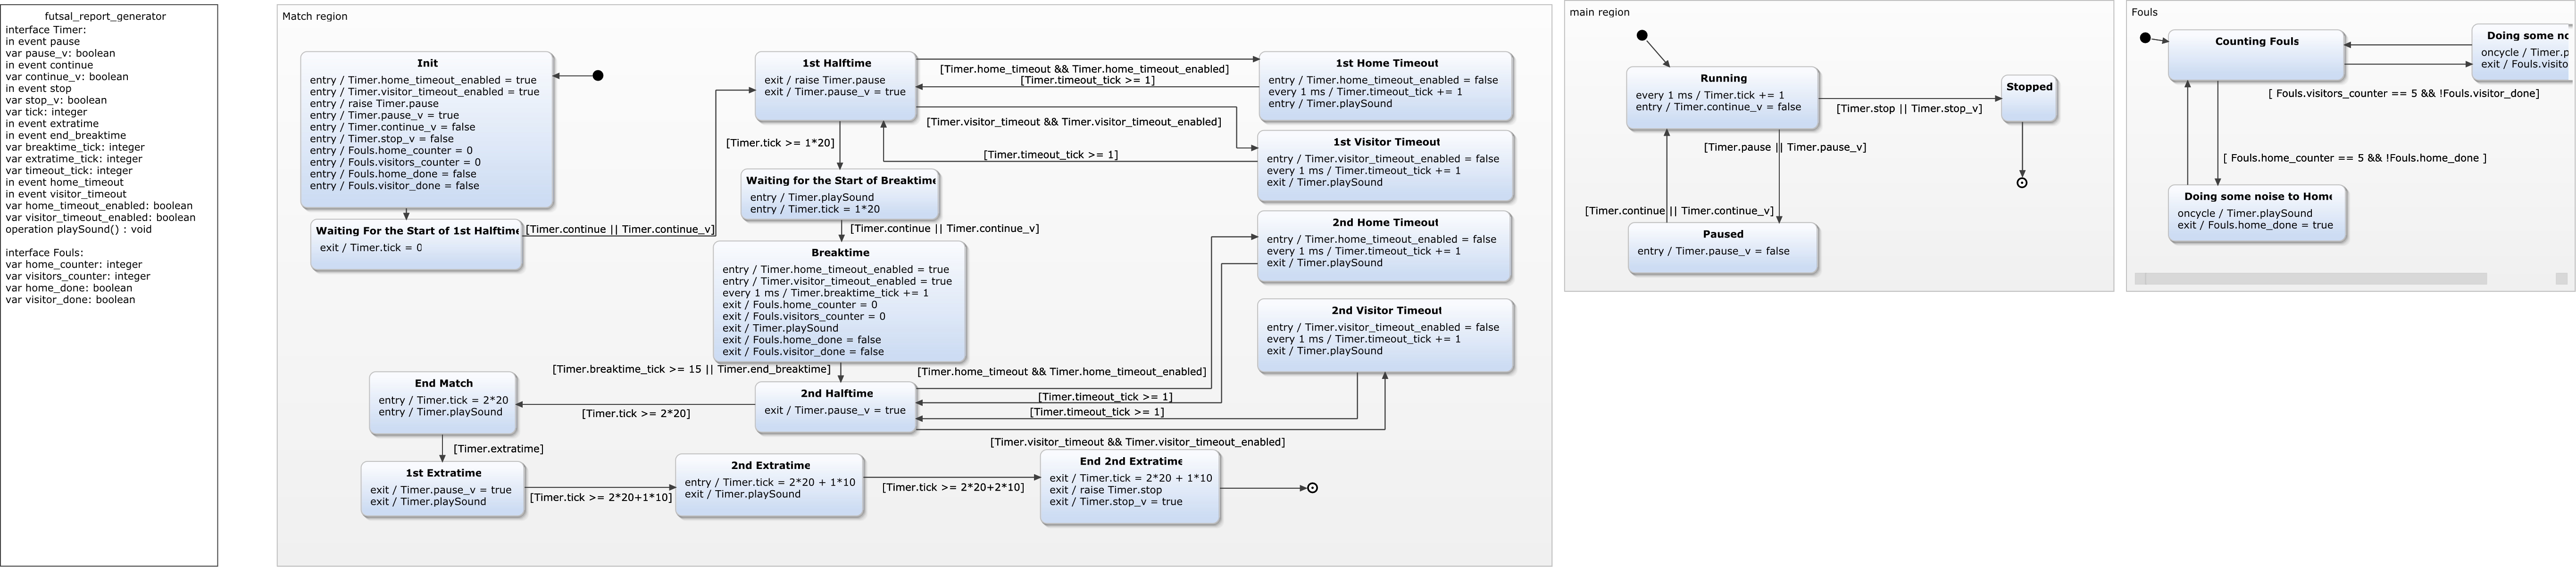 futsal_report_generator
interface Timer:
in event pause
var pause_v: boolean
in event continue
var continue_v: boolean
in event stop
var stop_v: boolean
var tick: integer
in event extratime
in event end_breaktime
var breaktime_tick: integer
var extratime_tick: integer
var timeout_tick: integer
in event home_timeout
in event visitor_timeout
var home_timeout_enabled: boolean
var visitor_timeout_enabled: boolean
operation playSound() : void
interface Fouls:
var home_counter: integer
var visitors_counter: integer
var home_done: boolean
var visitor_done: boolean
Match region
Init
entry / Timer.home_timeout_enabled = true
entry / Timer.visitor_timeout_enabled = true
entry / raise Timer.pause
entry / Timer.pause_v = true
entry / Timer.continue_v = false
entry / Timer.stop_v = false
entry / Fouls.home_counter = 0
entry / Fouls.visitors_counter = 0
entry / Fouls.home_done = false
entry / Fouls.visitor_done = false
Waiting For the Start of 1st Halftime
exit / Timer.tick = 0
[Timer.continue || Timer.continue_v]
1st Halftime
exit / raise Timer.pause
exit / Timer.pause_v = true
[Timer.home_timeout && Timer.home_timeout_enabled]
[Timer.timeout_tick >= 1]
1st Home Timeout
entry / Timer.home_timeout_enabled = false
every 1 ms / Timer.timeout_tick += 1
entry / Timer.playSound
[Timer.visitor_timeout && Timer.visitor_timeout_enabled]
[Timer.timeout_tick >= 1]
1st Visitor Timeout
entry / Timer.visitor_timeout_enabled = false
every 1 ms / Timer.timeout_tick += 1
exit / Timer.playSound
[Timer.tick >= 1*20]
Waiting for the Start of Breaktime
entry / Timer.playSound
entry / Timer.tick = 1*20
[Timer.continue || Timer.continue_v]
Breaktime
entry / Timer.home_timeout_enabled = true
entry / Timer.visitor_timeout_enabled = true
every 1 ms / Timer.breaktime_tick += 1
exit / Fouls.home_counter = 0
exit / Fouls.visitors_counter = 0
exit / Timer.playSound
exit / Fouls.home_done = false
exit / Fouls.visitor_done = false
2nd Home Timeout
entry / Timer.home_timeout_enabled = false
every 1 ms / Timer.timeout_tick += 1
exit / Timer.playSound
2nd Visitor Timeout
entry / Timer.visitor_timeout_enabled = false
every 1 ms / Timer.timeout_tick += 1
exit / Timer.playSound
[Timer.breaktime_tick >= 15 || Timer.end_breaktime]
[Timer.home_timeout && Timer.home_timeout_enabled]
2nd Halftime
exit / Timer.pause_v = true
[Timer.timeout_tick >= 1]
[Timer.timeout_tick >= 1]
[Timer.visitor_timeout && Timer.visitor_timeout_enabled]
[Timer.tick >= 2*20]
End Match
entry / Timer.tick = 2*20
entry / Timer.playSound
[Timer.extratime]
1st Extratime
exit / Timer.pause_v = true
exit / Timer.playSound
[Timer.tick >= 2*20+1*10]
2nd Extratime
entry / Timer.tick = 2*20 + 1*10
exit / Timer.playSound
[Timer.tick >= 2*20+2*10]
End 2nd Extratime
exit / Timer.tick = 2*20 + 1*10
exit / raise Timer.stop
exit / Timer.stop_v = true
main region
Running
every 1 ms / Timer.tick += 1
entry / Timer.continue_v = false
[Timer.stop || Timer.stop_v]
Stopped
[Timer.pause || Timer.pause_v]
[Timer.continue || Timer.continue_v]
Paused
entry / Timer.pause_v = false
Fouls
Counting Fouls
Doing some
oncycle / Timer.p
exit / Fouls.visito
[ Fouls.visitors_counter == 5 && !Fouls.visitor_done]
[ Fouls.home_counter == 5 && !Fouls.home_done ]
Doing some noise to Home
oncycle / Timer.playSound
exit / Fouls.home_done = true